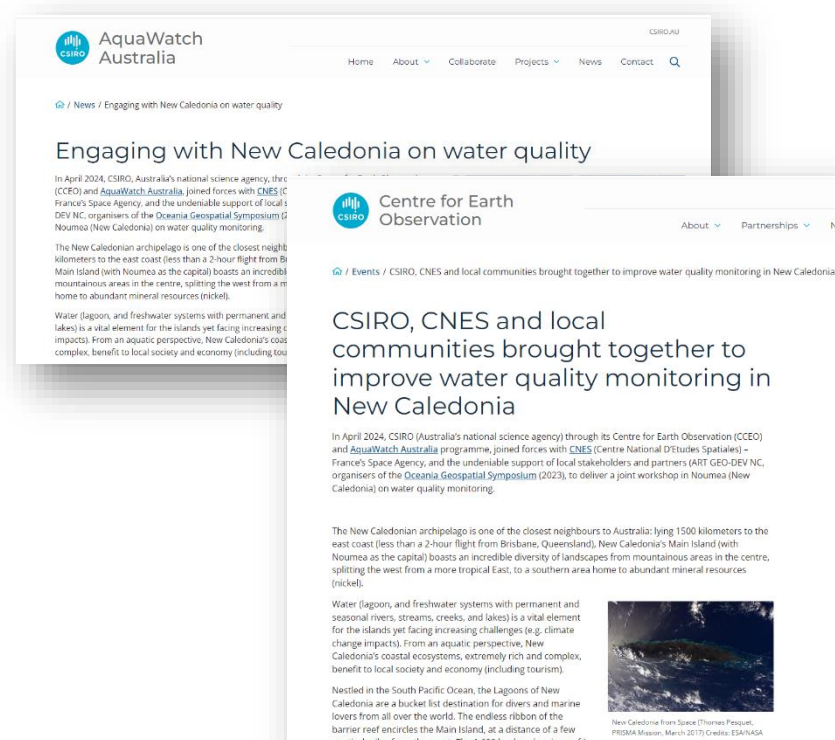 CSIRO
AquaWatch
Australia
CSIRO.AU
Home About Collaborate Projects News Contact
/ News / Engaging with New Caledonia on water quality
Engaging with New Caledonia on water quality
In April 2024, CSIRO, Australia's national science agency,
(CCEO) and AquaWatch Australia, joined forces with CNES
France's Space Agency, and the undeniable support of local
DEV NC, organisers of the Oceania Geospatial Symposium
Noumea (New Caledonia) on water quality monitoring.
The New Caledonian archipelago is one of the closest
kilometers to the east coast (less than a 2-hour flight from
Main Island (with Noumea as the capital) boasts an
mountainous areas in the centre, splitting the west from a
home to abundant mineral resources (nickel).
Water (lagoon, and freshwater systems with permanent and
lakes) is a vital element for the islands yet facing increasing
impacts). From an aquatic perspective, New Caledonia's
complex, benefit to local society and economy (including
CSIRO
Centre for Earth
Observation
About Partnerships N
/ Events / CSIRO, CNES and local communities brought together to improve water quality monitoring in New Caledonia
CSIRO, CNES and local
communities brought together to
improve water quality monitoring in
New Caledonia
In April 2024, CSIRO (Australia's national science agency) through its Centre for Earth Observation (CCEO)
and AquaWatch Australia programme, joined forces with CNES (Centre National D'Etudes Spatiales) –
France's Space Agency, and the undeniable support of local stakeholders and partners (ART GEO-DEV NC,
organisers of the Oceania Geospatial Symposium (2023), to deliver a joint workshop in Noumea (New
Caledonia) on water quality monitoring.
The New Caledonian archipelago is one of the closest neighbours to Australia: lying 1500 kilometers to the
east coast (less than a 2-hour flight from Brisbane, Queensland), New Caledonia's Main Island (with
Noumea as the capital) boasts an incredible diversity of landscapes from mountainous areas in the centre,
splitting the west from a more tropical East, to a southern area home to abundant mineral resources
(nickel).
Water (lagoon, and freshwater systems with permanent and
seasonal rivers, streams, creeks, and lakes) is a vital element
for the islands yet facing increasing challenges (e.g. climate
change impacts). From an aquatic perspective, New
Caledonia's coastal ecosystems, extremely rich and complex,
benefit to local society and economy (including tourism).
Nestled in the South Pacific Ocean, the Lagoons of New
Caledonia are a bucket list destination for divers and marine
lovers from all over the world. The endless ribbon of the
barrier reef encircles the Main Island, at a distance of a few
New Caledonia from Space (Thomas Pesquet,
PRISMA Mission, March 2017) Credits: ESA/NASA